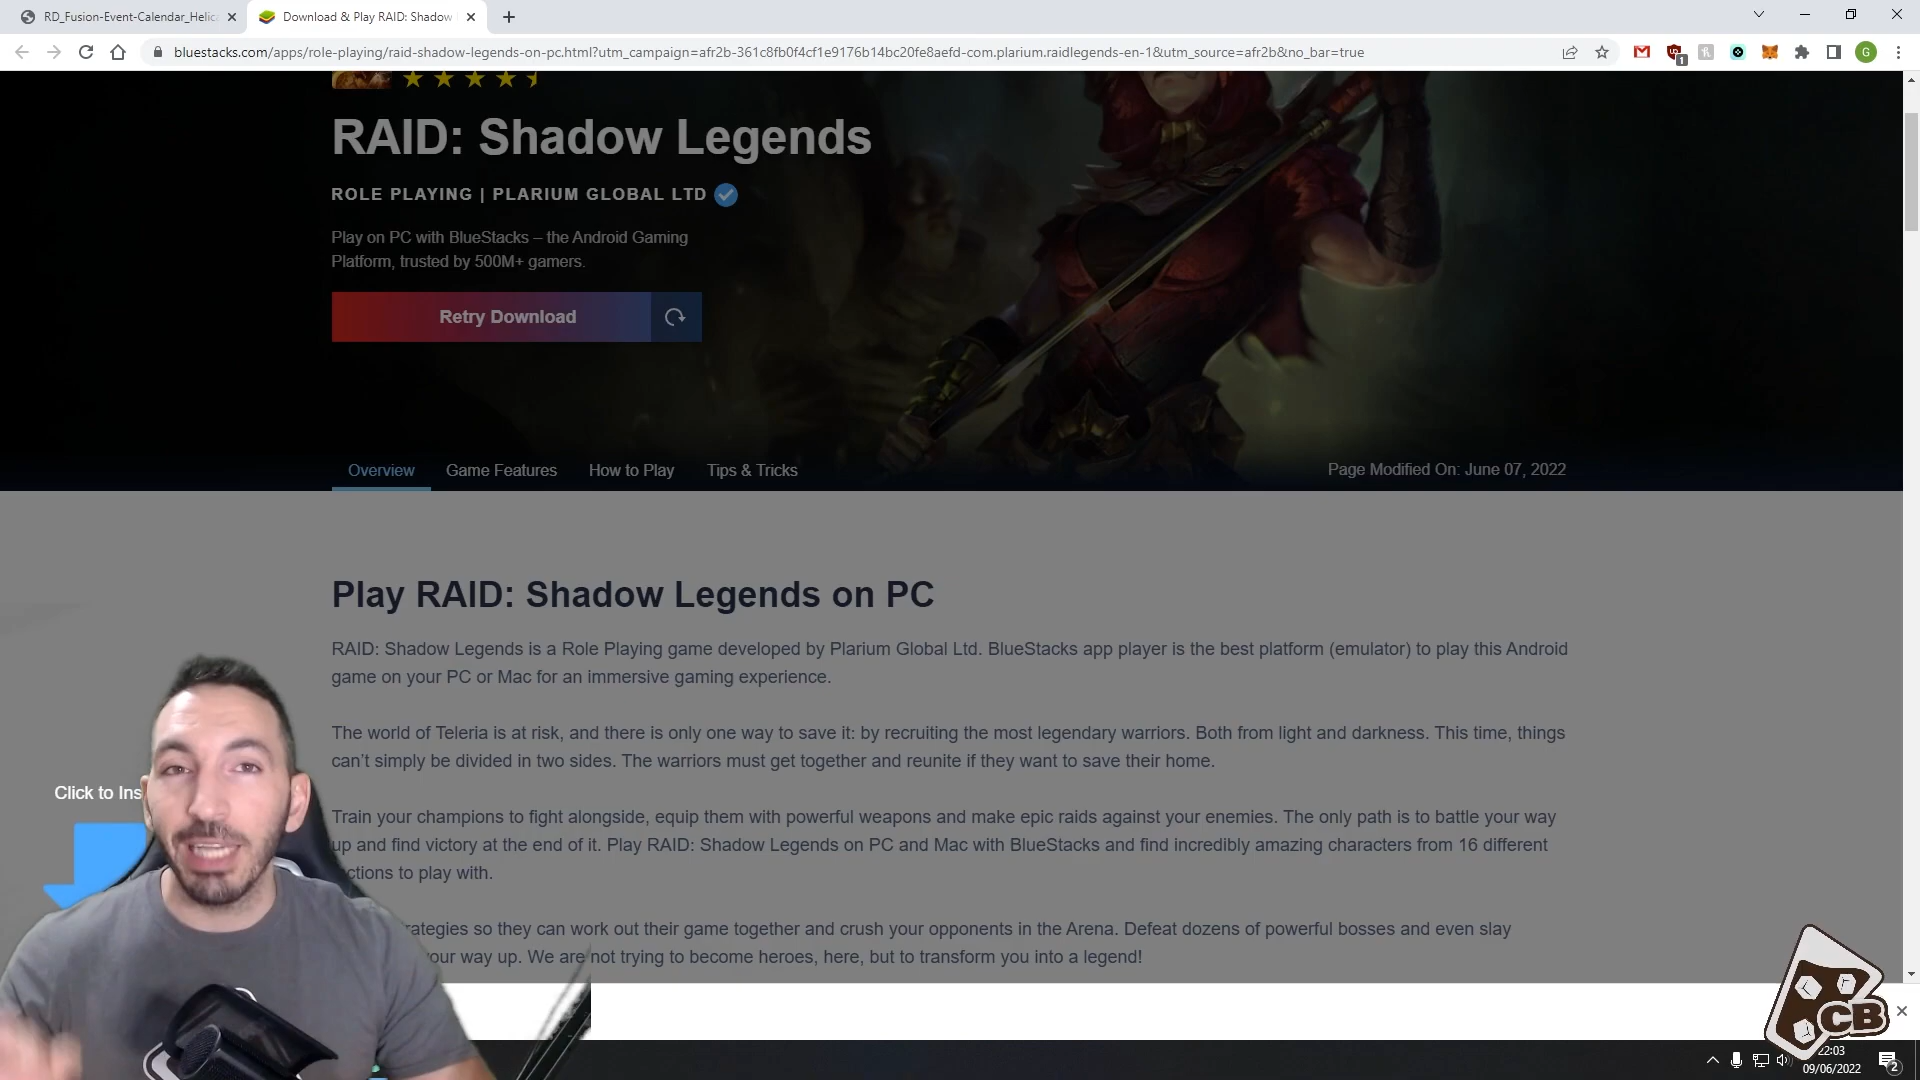 RD_Fusion-Event-Calendar_Helic
Download & Play RAID: Shadow
bluestacks.com/apps/role-playing/raid-shadow-legends-on-pc.html?utm_campaign=afr2b-361c8fb0f4cf1e9176b14bc20fe8aefd-com.plarium.raidlegends-en-1&utm_source=afr2b&no_bar=true
1
G
RAID: Shadow Legends
ROLE PLAYING | PLARIUM GLOBAL LTD
Play on PC with BlueStacks – the Android Gaming
Platform, trusted by 500M+ gamers.
Retry Download
Overview Game Features How to Play Tips & Tricks
Page Modified On: June 07, 2022
Play RAID: Shadow Legends on PC
RAID: Shadow Legends is a Role Playing game developed by Plarium Global Ltd. BlueStacks app player is the best platform (emulator) to play this Android
game on your PC or Mac for an immersive gaming experience.
The world of Teleria is at risk, and there is only one way to save it: by recruiting the most legendary warriors. Both from light and darkness. This time, things
can't simply be divided in two sides. The warriors must get together and reunite if they want to save their home.
Click to Ins
Train your champions to fight alongside, equip them with powerful weapons and make epic raids against your enemies. The only path is to battle your way
up and find victory at the end of it. Play RAID: Shadow Legends on PC and Mac with BlueStacks and find incredibly amazing characters from 16 different
ctions to play with.
rategies so they can work out their game together and crush your opponents in the Arena. Defeat dozens of powerful bosses and even slay
our way up. We are not trying to become heroes, here, but to transform you into a legend!
CB
22:03
09/06/2022
2